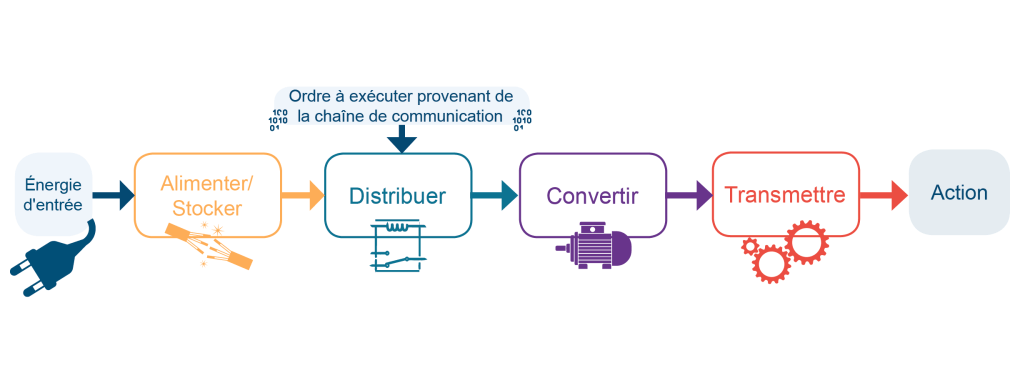 Ordre à exécuter provenant de
la chaîne de communication
Énergie
d'entrée
Alimenter/
Stocker
Distribuer
Convertir
Transmettre
Action